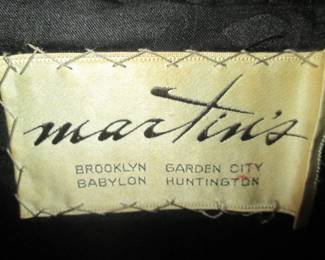 martin's
BROOKLYN GARDEN CITY
BABYLON HUNTINGTON